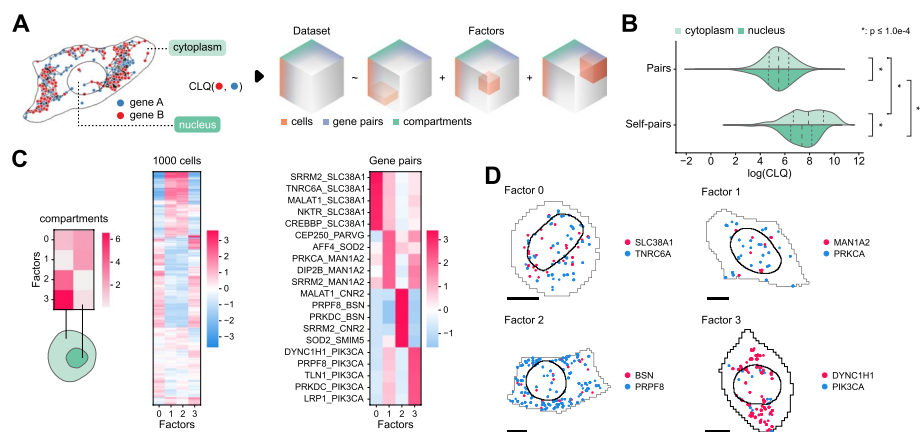 A
cytoplasm
CLQ( , )
gene A
gene B
nucleus
Dataset
Factors
~
+
+
cells
gene pairs
compartments
B
cytoplasm
nucleus
*: p ≤ 1.0e-4
Pairs
Self-pairs
*
*
*
*
−2 0 2 4 6 8 10 12
log(CLQ)
C
compartments
Factors
0
1
2
3
6
4
2
1000 cells
0 1 2 3
Factors
3
2
1
0
−1
−2
−3
Gene pairs
SRRM2_SLC38A1
TNRC6A_SLC38A1
MALAT1_SLC38A1
NKTR_SLC38A1
CREBBP_SLC38A1
CEP250_PARVG
AFF4_SOD2
PRKCA_MAN1A2
DIP2B_MAN1A2
SRRM2_MAN1A2
MALAT1_CNR2
PRPF8_BSN
PRKDC_BSN
SRRM2_CNR2
SOD2_SMIM5
DYNC1H1_PIK3CA
PRPF8_PIK3CA
TLN1_PIK3CA
PRKDC_PIK3CA
LRP1_PIK3CA
0 1 2 3
Factors
3
2
1
0
−1
D
Factor 0
SLC38A1
TNRC6A
Factor 1
MAN1A2
PRKCA
Factor 2
BSN
PRPF8
Factor 3
DYNC1H1
PIK3CA